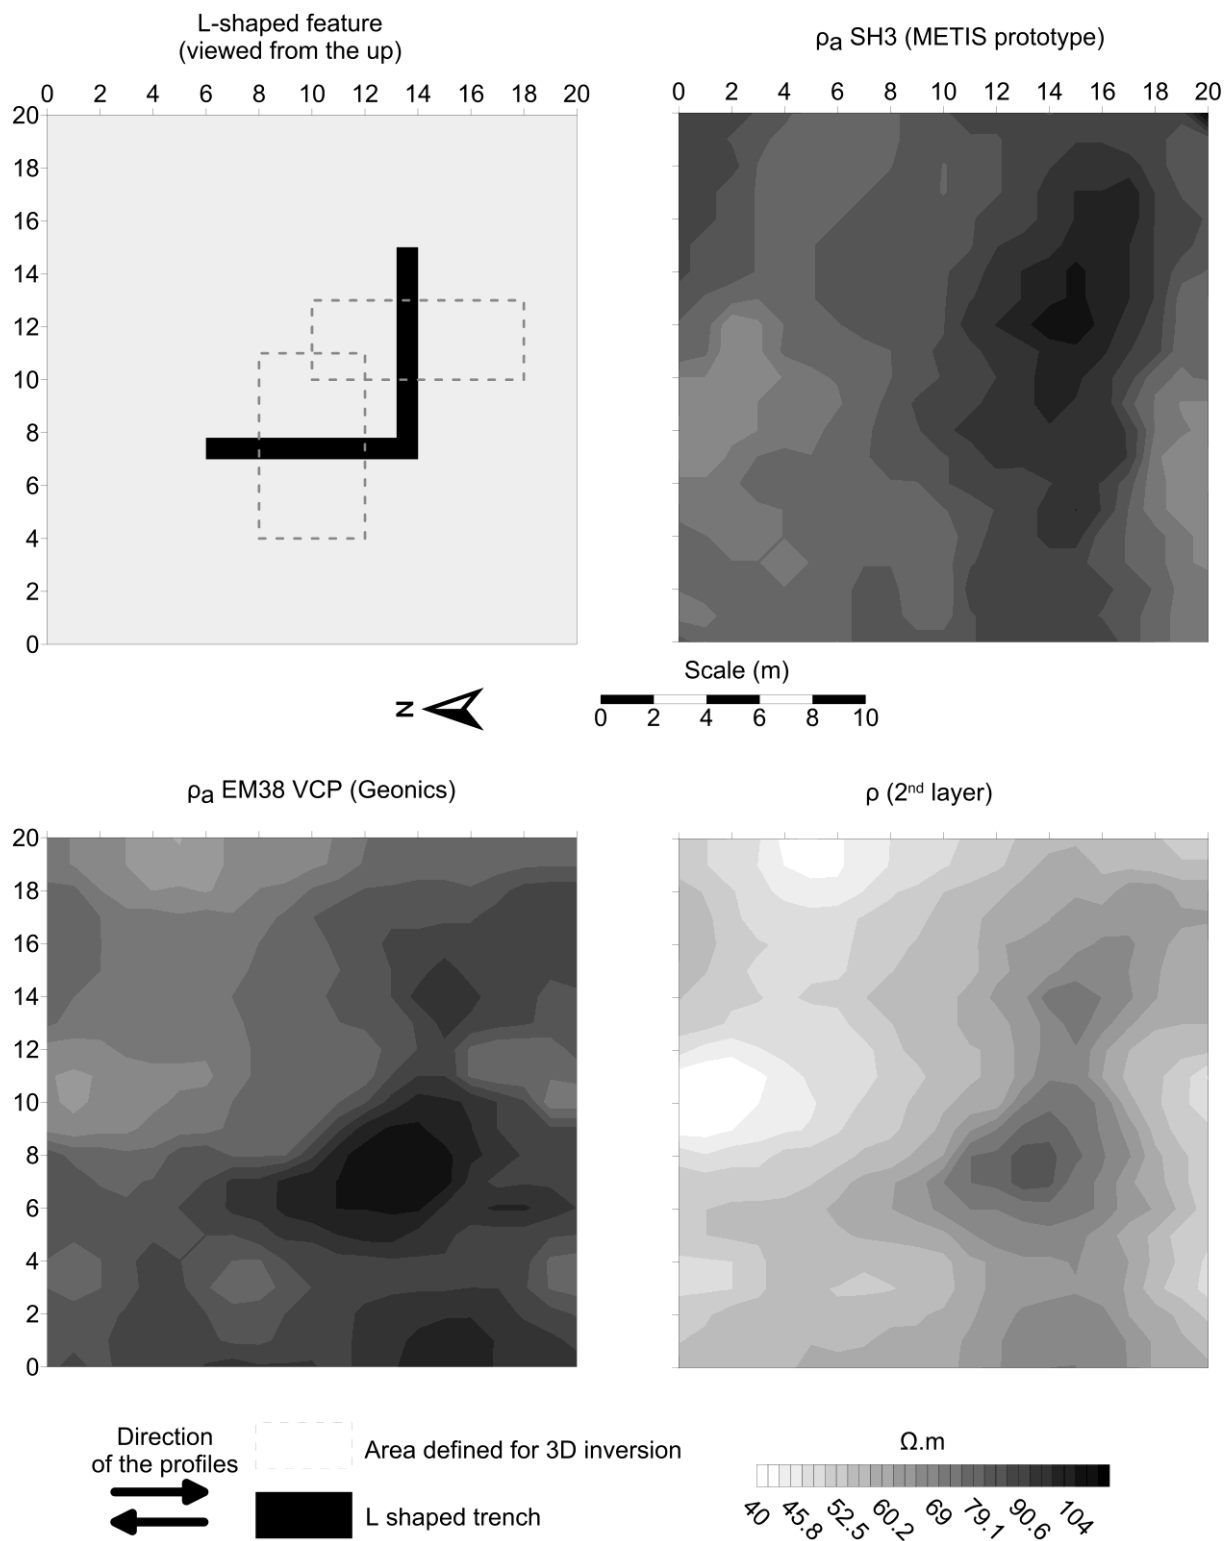 L-shaped feature
(viewed from the up)
ρa SH3 (METIS prototype)
0 2 4 6 8 10 12 14 16 18 20
0 2 4 6 8 10 12 14 16 18 20
20
18
16
14
12
10
8
6
4
2
0
Scale (m)
N
0 2 4 6 8 10
ρa EM38 VCP (Geonics)
ρ (2nd layer)
20
18
16
14
12
10
8
6
4
2
0
Direction
of the profiles
Area defined for 3D inversion
L shaped trench
Ω.m
40 45.8 52.5 60.2 69 79.1 90.6 104